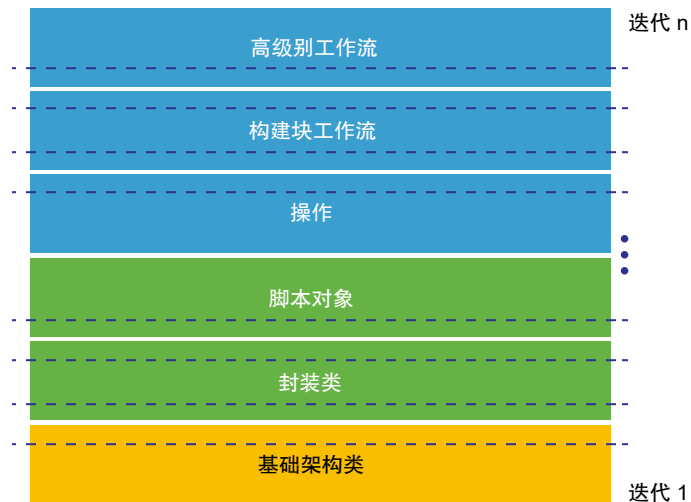 迭代 n
高级别工作流
构建块工作流
操作
脚本对象
封装类
基础架构类
迭代 1